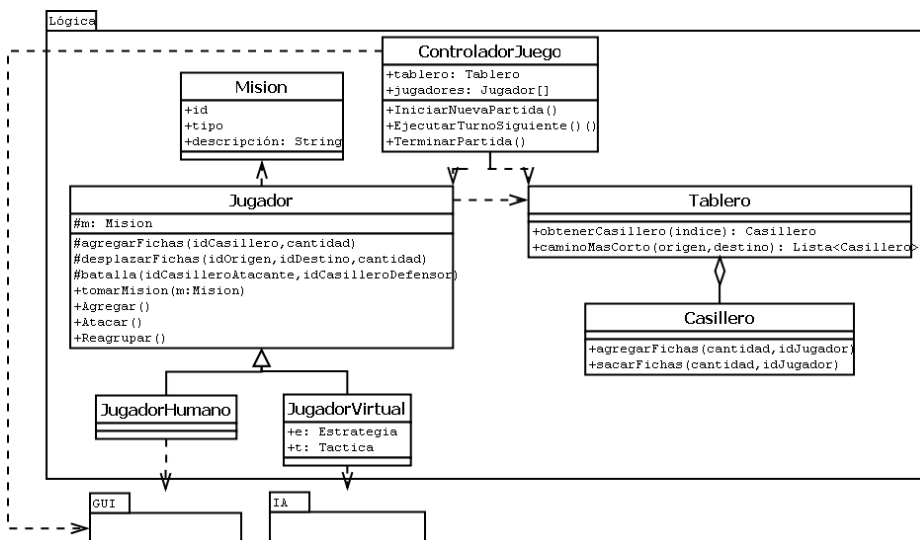 Lógica
ControladorJuego
+tablero: Tablero
+jugadores: Jugador[]
+IniciarNuevaPartida()
+EjecutarTurnoSiguiente()()
+TerminarPartida()
Mision
+id
+tipo
+descripción: String
Jugador
#m: Mision
#agregarFichas(idCasillero,cantidad)
#desplazarFichas(idOrigen,idDestino,cantidad)
#batalla(idCasilleroAtacante,idCasilleroDefensor)
+tomarMision(m:Mision)
+Agregar()
+Atacar()
+Reagrupar()
Tablero
+obtenerCasillero(indice): Casillero
+caminoMasCorto(origen,destino): Lista<Casillero>
Casillero
+agregarFichas(cantidad,idJugador)
+sacarFichas(cantidad,idJugador)
JugadorHumano
JugadorVirtual
+e: Estrategia
+t: Tactica
GUI
IA